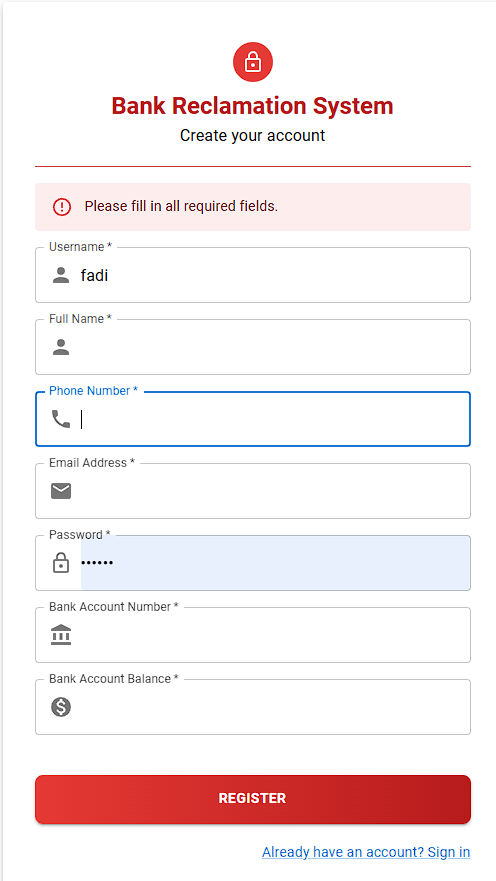 Bank Reclamation System
Create your account
Please fill in all required fields.
Username *
fadi
Full Name *
Phone Number *
Email Address *
Password *
••••••
Bank Account Number *
Bank Account Balance *
REGISTER
Already have an account? Sign in